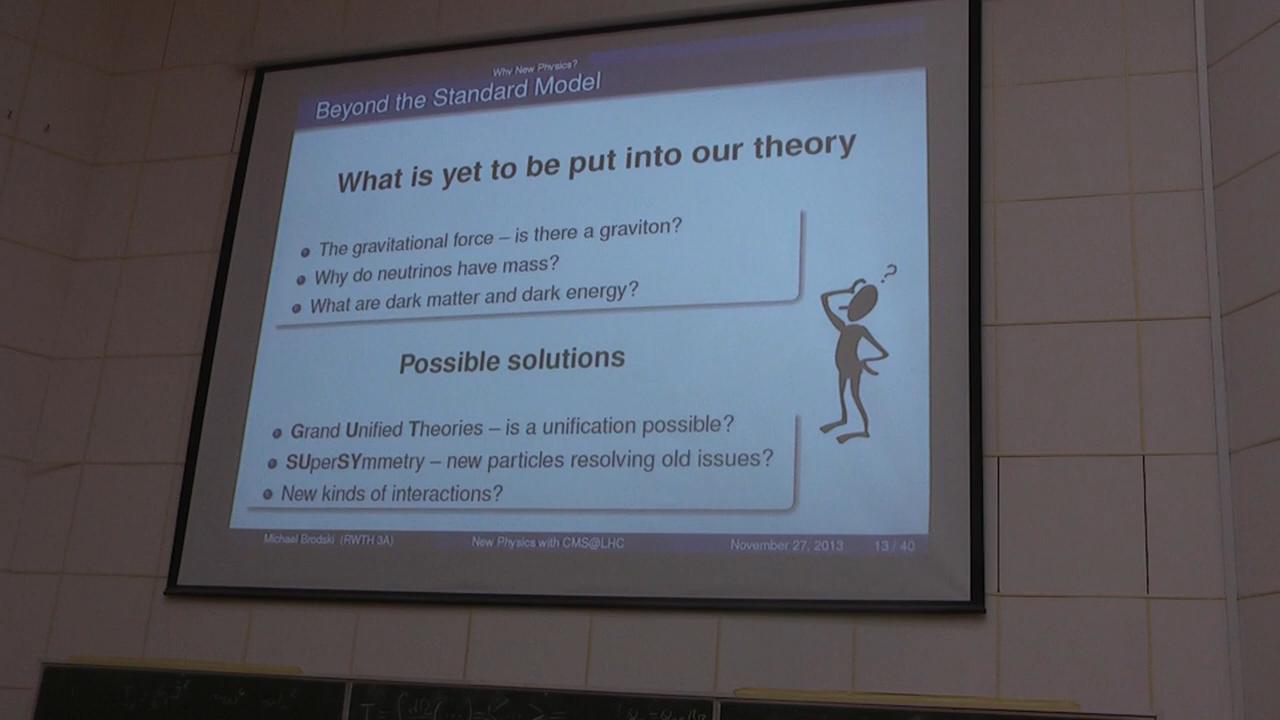 Why New Physics?
Beyond the Standard Model
What is yet to be put into our theory
The gravitational force – is there a graviton?
Why do neutrinos have mass?
What are dark matter and dark energy?
?
Possible solutions
Grand Unified Theories – is a unification possible?
SUperSYmmetry – new particles resolving old issues?
New kinds of interactions?
Michael Brodski (RWTH 3A) New Physics with CMS@LHC November 27, 2013 13 / 40